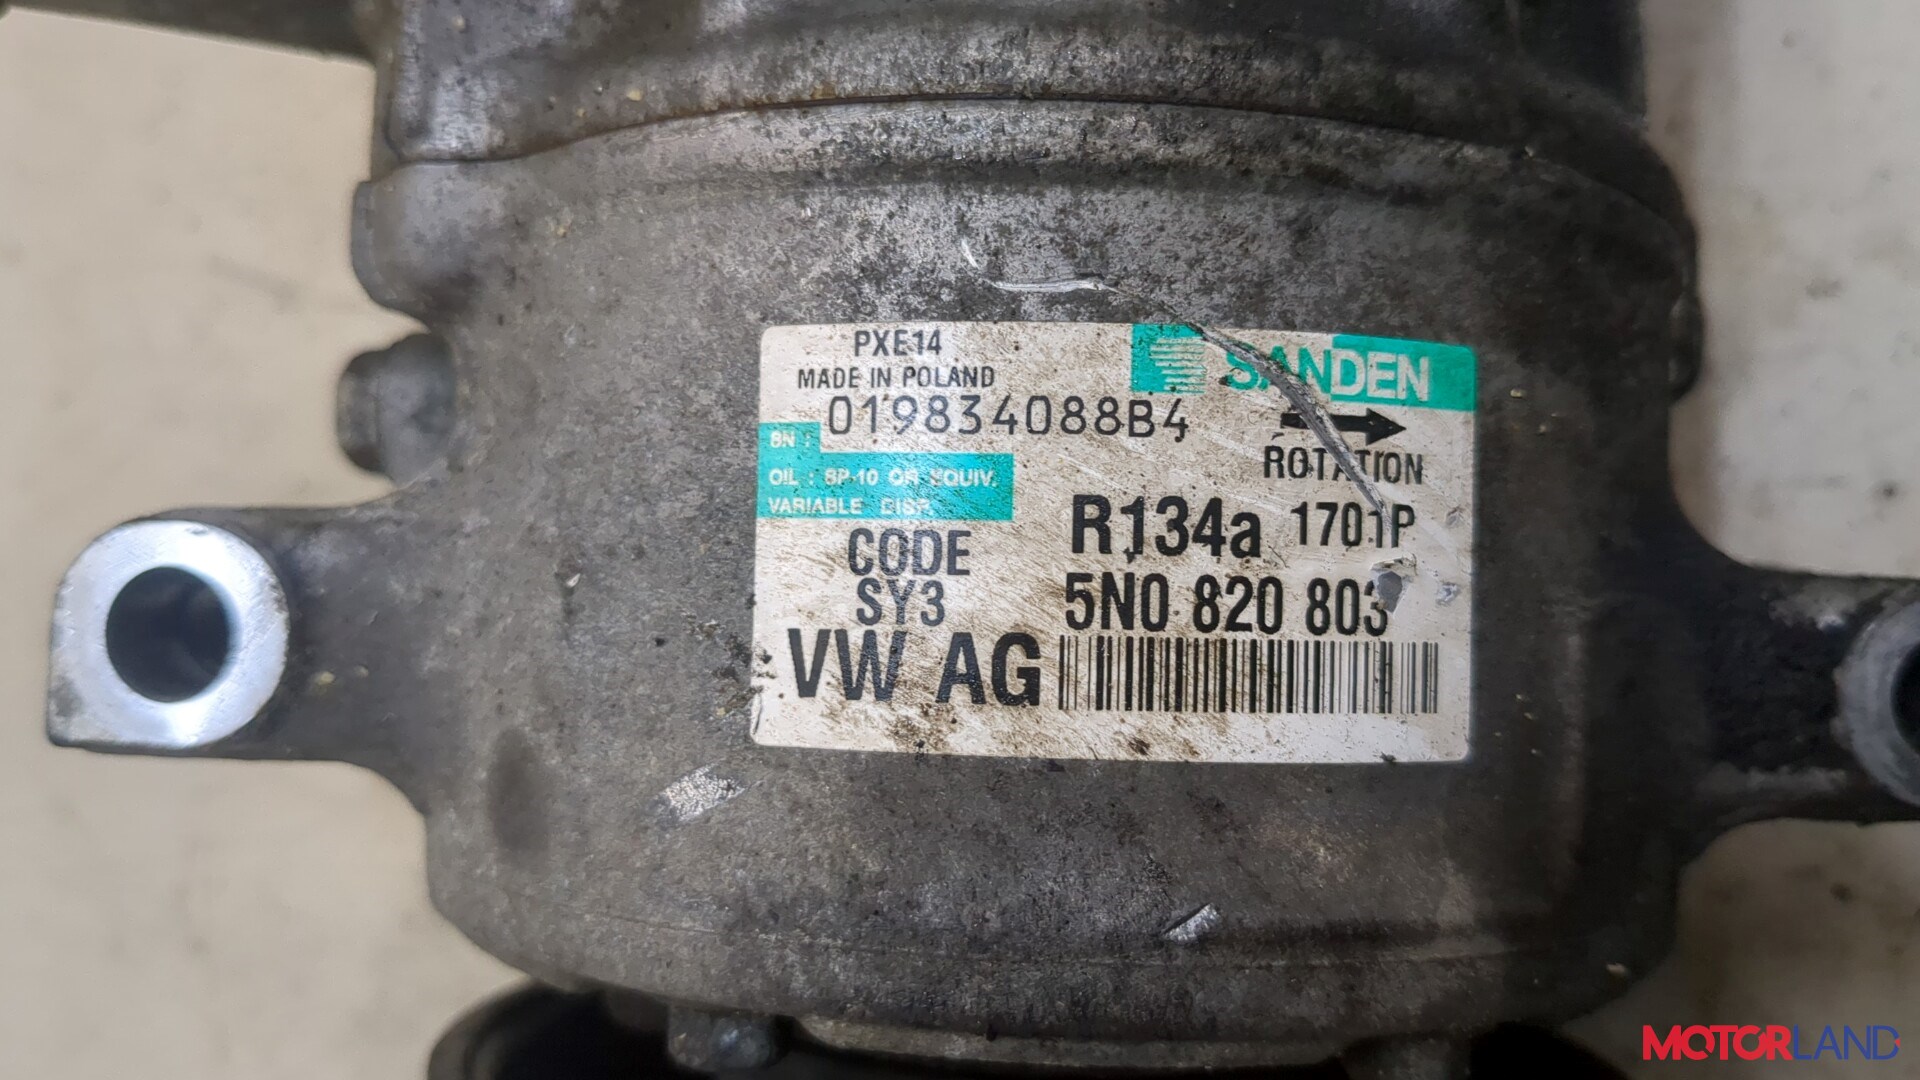 PXE14
SANDEN
MADE IN POLAND
019834088B4
SN :
ROTATION
OIL : SP-10 OR EQUIV.
VARIABLE DISP.
R134a 1701P
CODE
SY3
5N0 820 803
VW AG
MOTORLAND